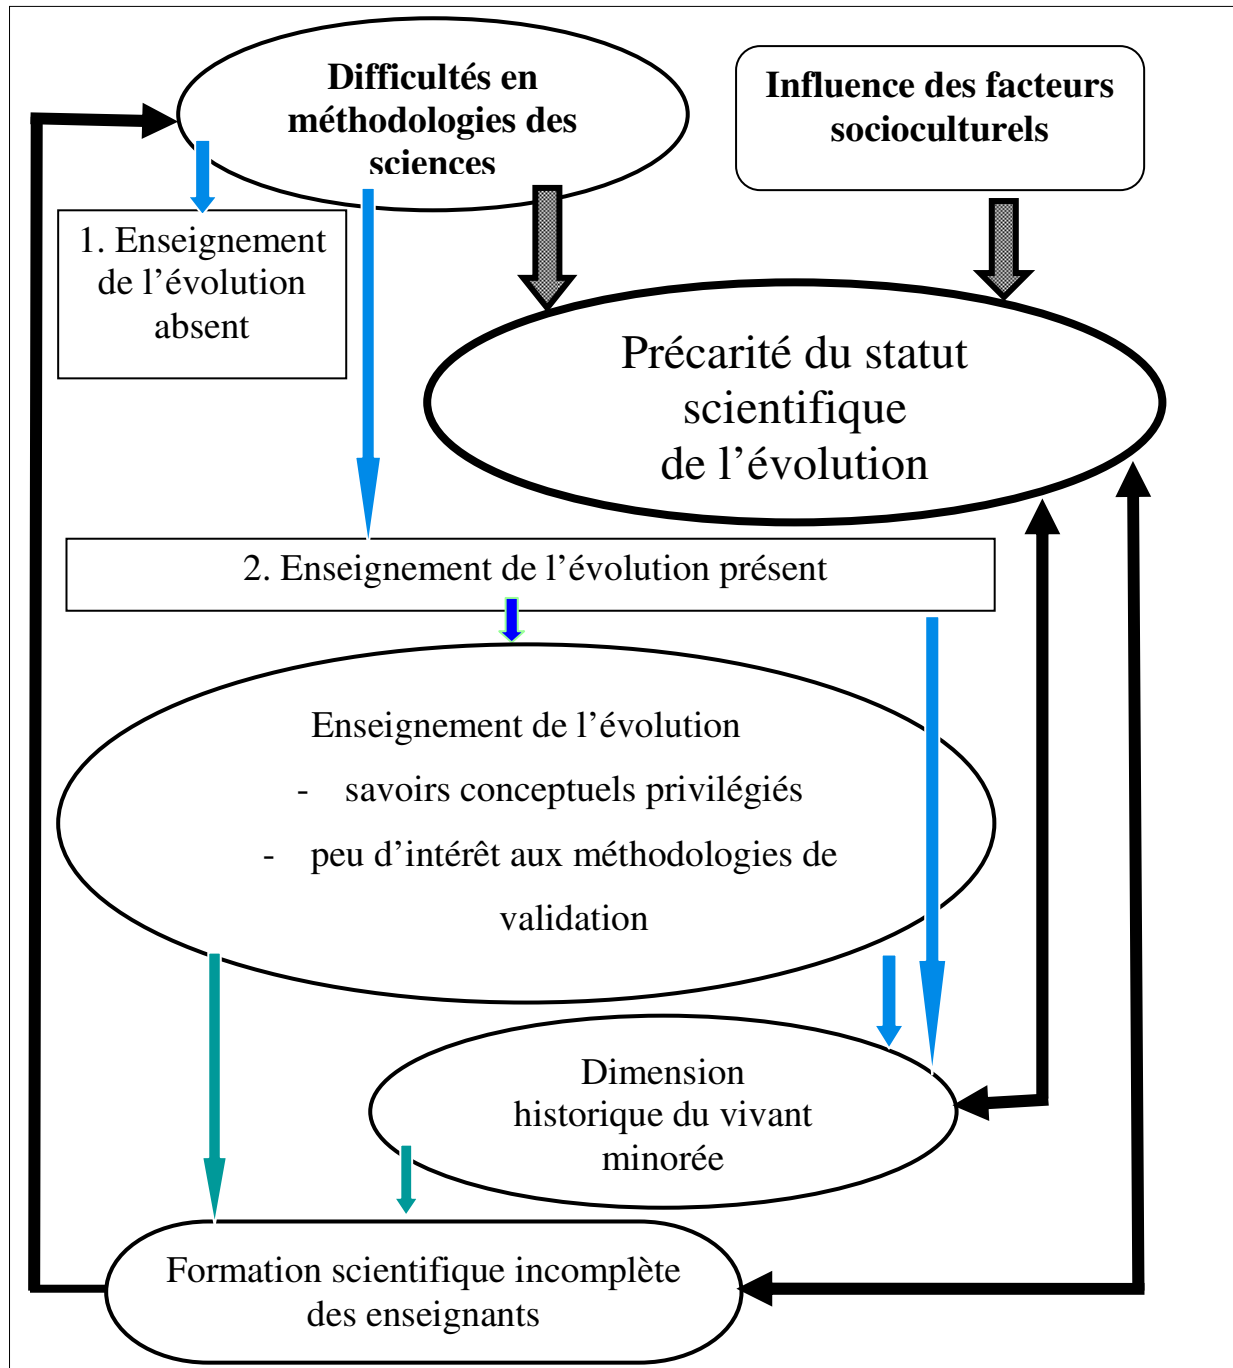 Difficultés en
méthodologies des
sciences
Influence des facteurs
socioculturels
1. Enseignement
de l’évolution
absent
Précarité du statut
scientifique
de l’évolution
2. Enseignement de l’évolution présent
Enseignement de l’évolution
- savoirs conceptuels privilégiés
- peu d’intérêt aux méthodologies de
validation
Dimension
historique du vivant
minorée
Formation scientifique incomplète
des enseignants